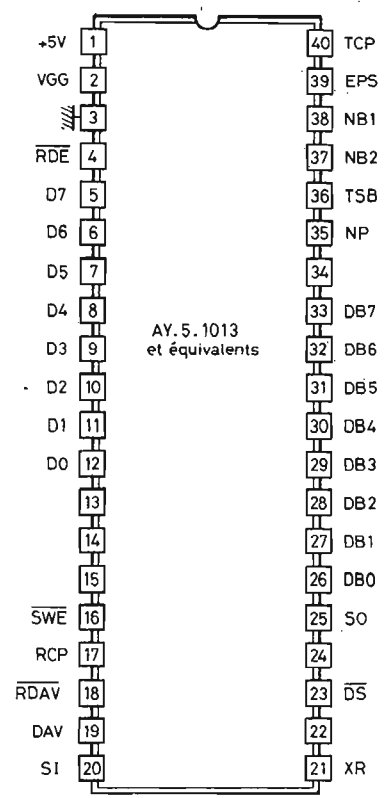 +5V 1
VGG 2
3
RDE 4
D7 5
D6 6
D5 7
D4 8
D3 9
D2 10
D1 11
D0 12
13
14
15
SWE 16
RCP 17
RDAV 18
DAV 19
SI 20
AY.5.1013
et équivalents
40 TCP
39 EPS
38 NB1
37 NB2
36 TSB
35 NP
34
33 DB7
32 DB6
31 DB5
30 DB4
29 DB3
28 DB2
27 DB1
26 DB0
25 SO
24
23 DS
22
21 XR